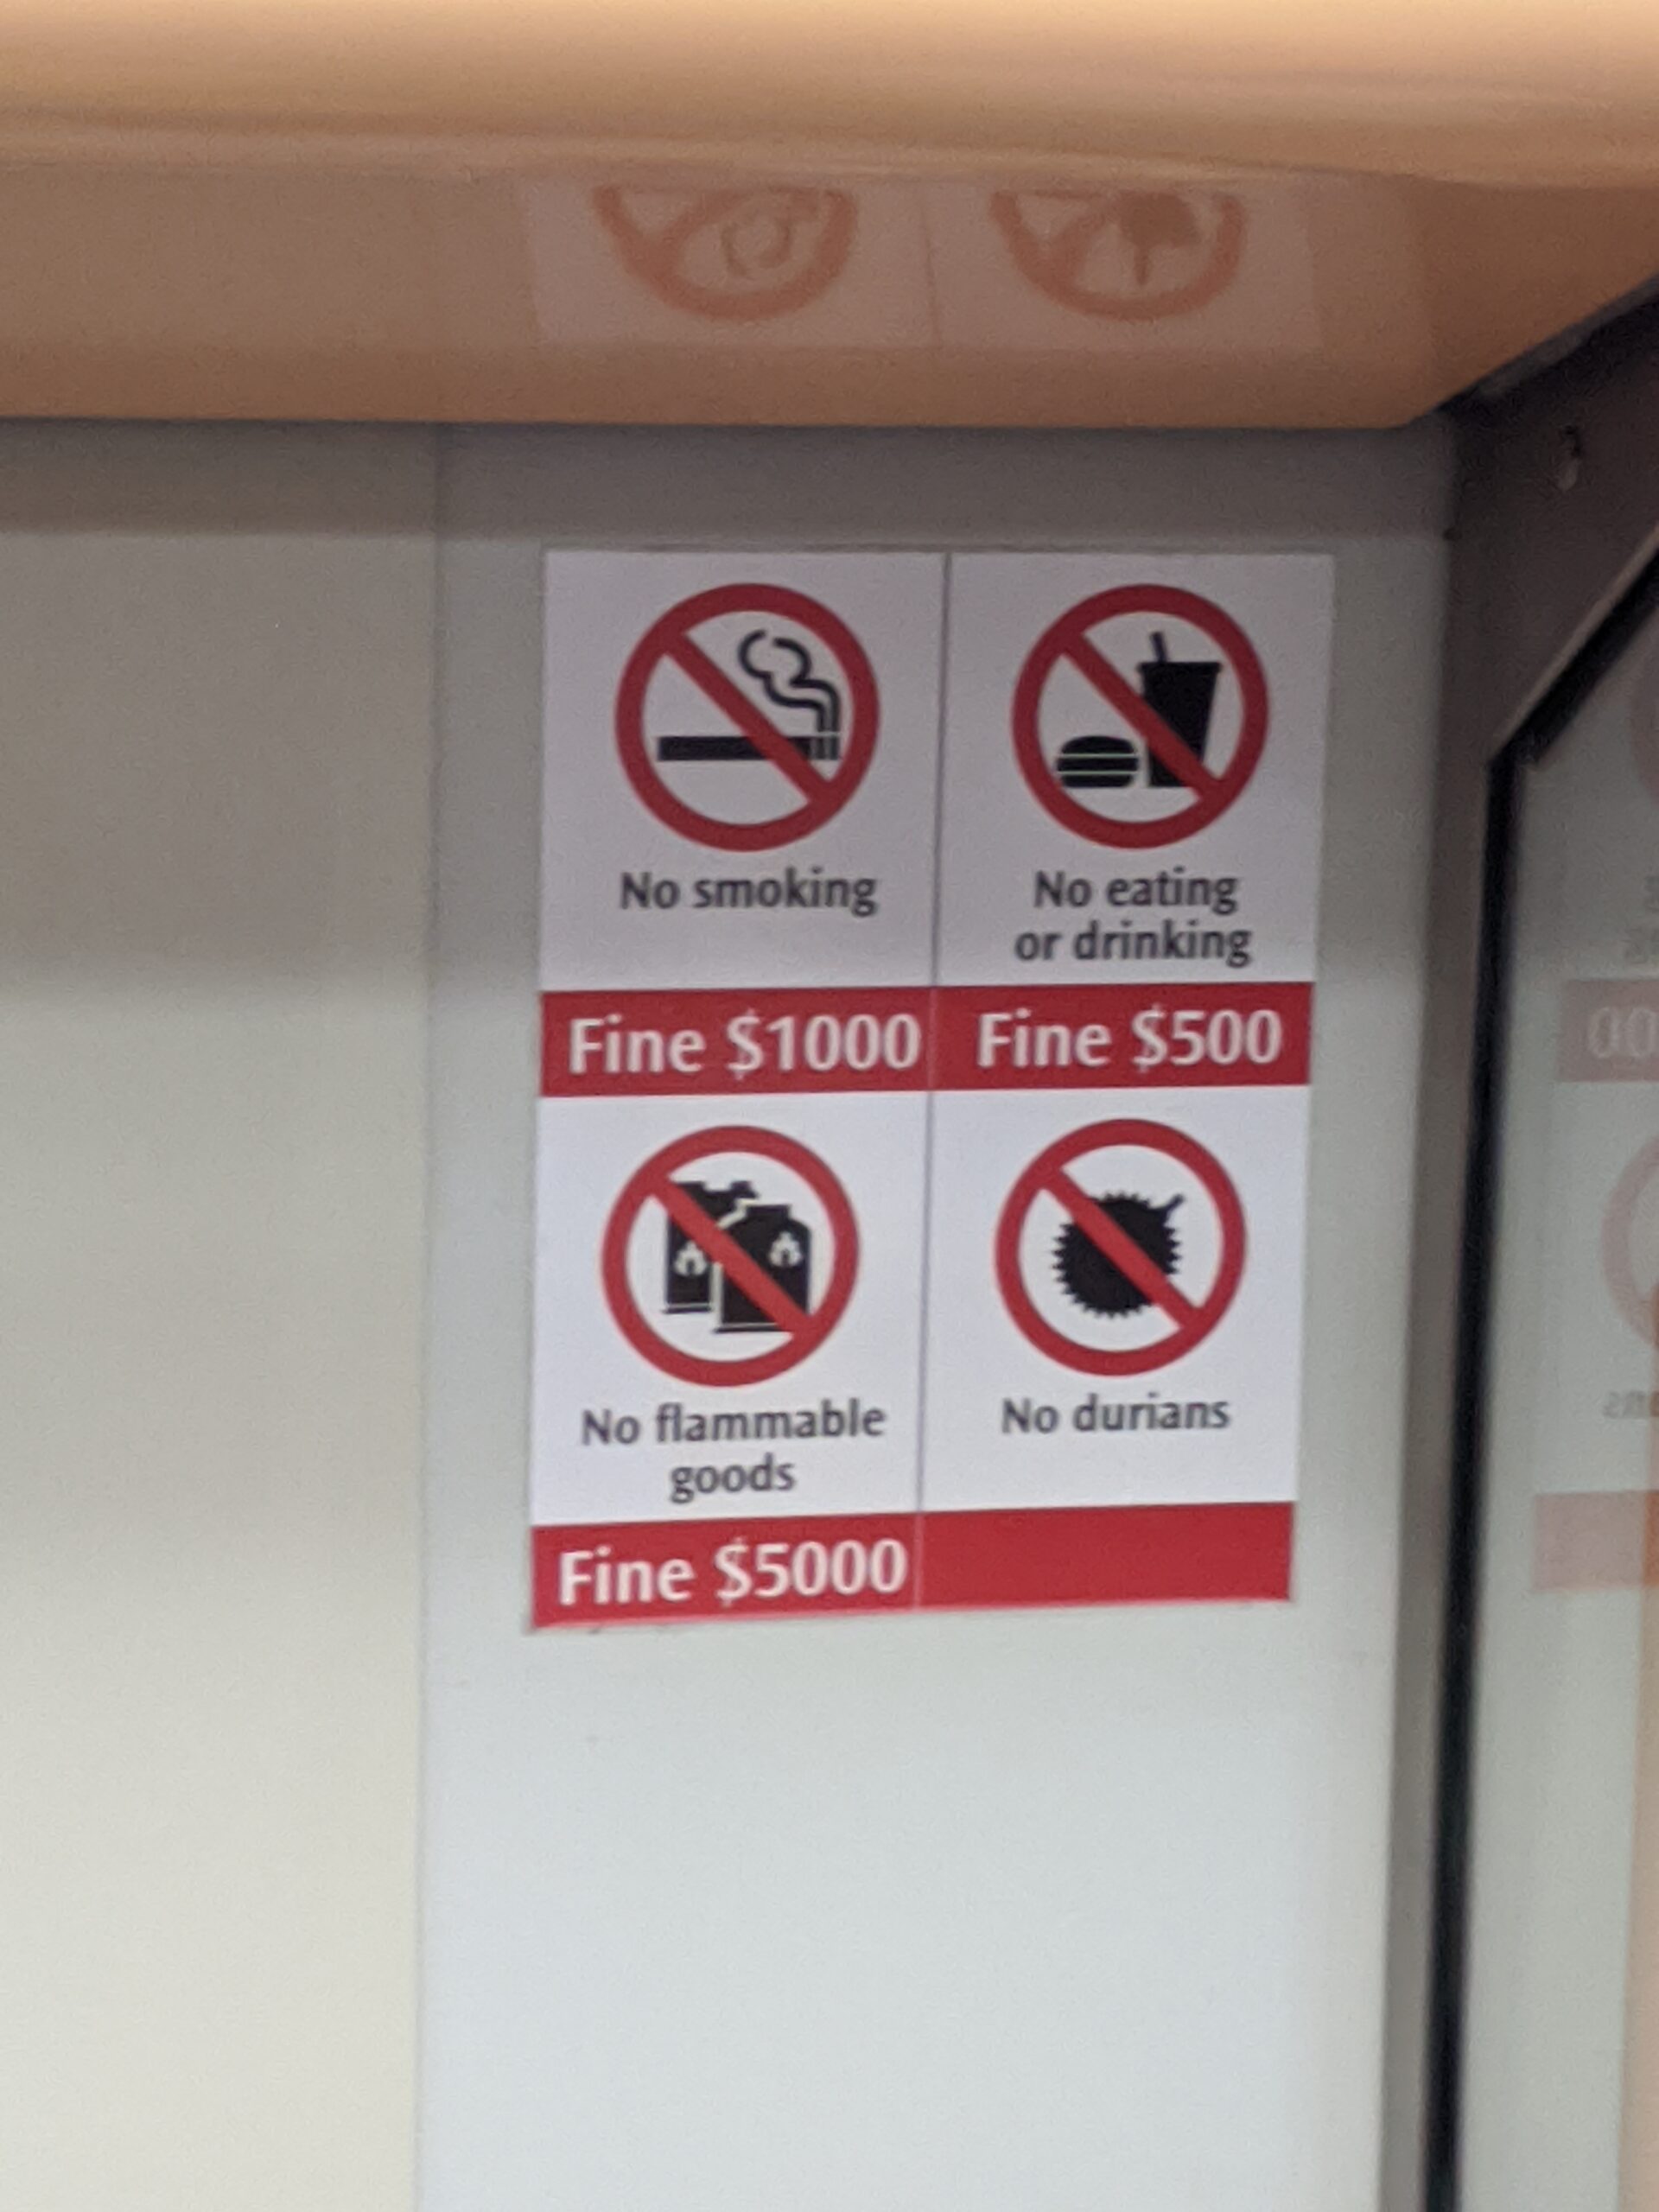 No smoking
No eating
or drinking
Fine $1000
Fine $500
No flammable
goods
No durians
Fine $5000